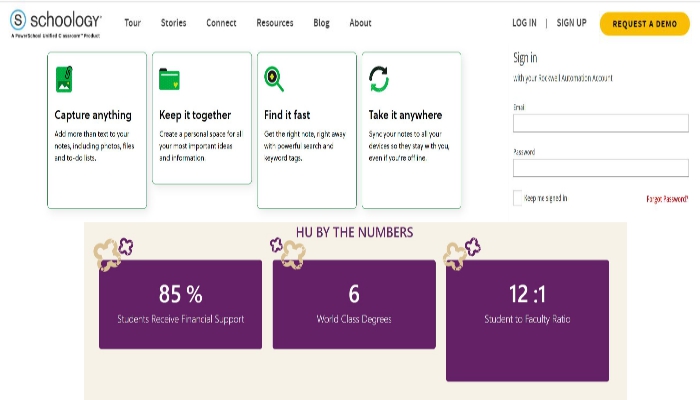 S schoology®
A PowerSchool Unified Classroom™ Product
Tour Stories Connect Resources Blog About
LOG IN | SIGN UP REQUEST A DEMO
Capture anything
Add more than text to your
notes, including photos, files
and to-do lists.
Keep it together
Create a personal space for all
your most important ideas
and information.
Find it fast
Get the right note, right away
with powerful search and
keyword tags.
Take it anywhere
Sync your notes to all your
devices so they stay with you,
even if you're offline.
Sign in
with your Rockwell Automation Account
Email
Password
Keep me signed in Forgot Password?
HU BY THE NUMBERS
85 %
Students Receive Financial Support
6
World Class Degrees
12 :1
Student to Faculty Ratio